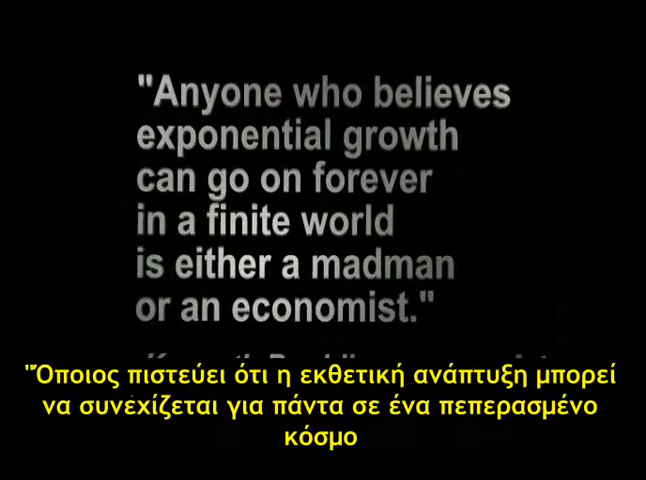 "Anyone who believes
exponential growth
can go on forever
in a finite world
is either a madman
or an economist."
"Όποιος πιστεύει ότι η εκθετική ανάπτυξη μπορεί
να συνεχίζεται για πάντα σε ένα πεπερασμένο
κόσμο